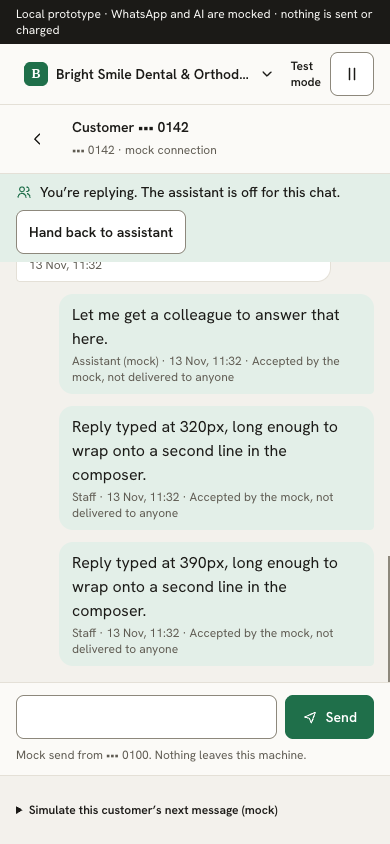 Local prototype · WhatsApp and AI are mocked · nothing is sent or
charged
B Bright Smile Dental & Orthod… Test
mode
Customer ••• 0142
••• 0142 · mock connection
You’re replying. The assistant is off for this chat.
Hand back to assistant
13 Nov, 11:32
Let me get a colleague to answer that
here.
Assistant (mock) · 13 Nov, 11:32 · Accepted by the
mock, not delivered to anyone
Reply typed at 320px, long enough to
wrap onto a second line in the
composer.
Staff · 13 Nov, 11:32 · Accepted by the mock, not
delivered to anyone
Reply typed at 390px, long enough to
wrap onto a second line in the
composer.
Staff · 13 Nov, 11:32 · Accepted by the mock, not
delivered to anyone
Send
Mock send from ••• 0100. Nothing leaves this machine.
Simulate this customer’s next message (mock)